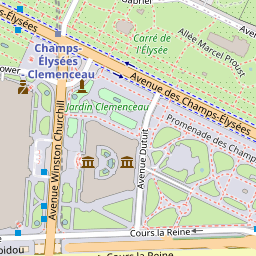 Gabriel
Carré de
l'Élysée
Allée Marcel Proust
Champs-
Élysées
Clemenceau
Élysées
Avenue des Champs-Élysées
Jardin Clemenceau
Promenade des Champs
Avenue Winston Churchill
Avenue Dutuit
Cours la Reine
Cours la Reine